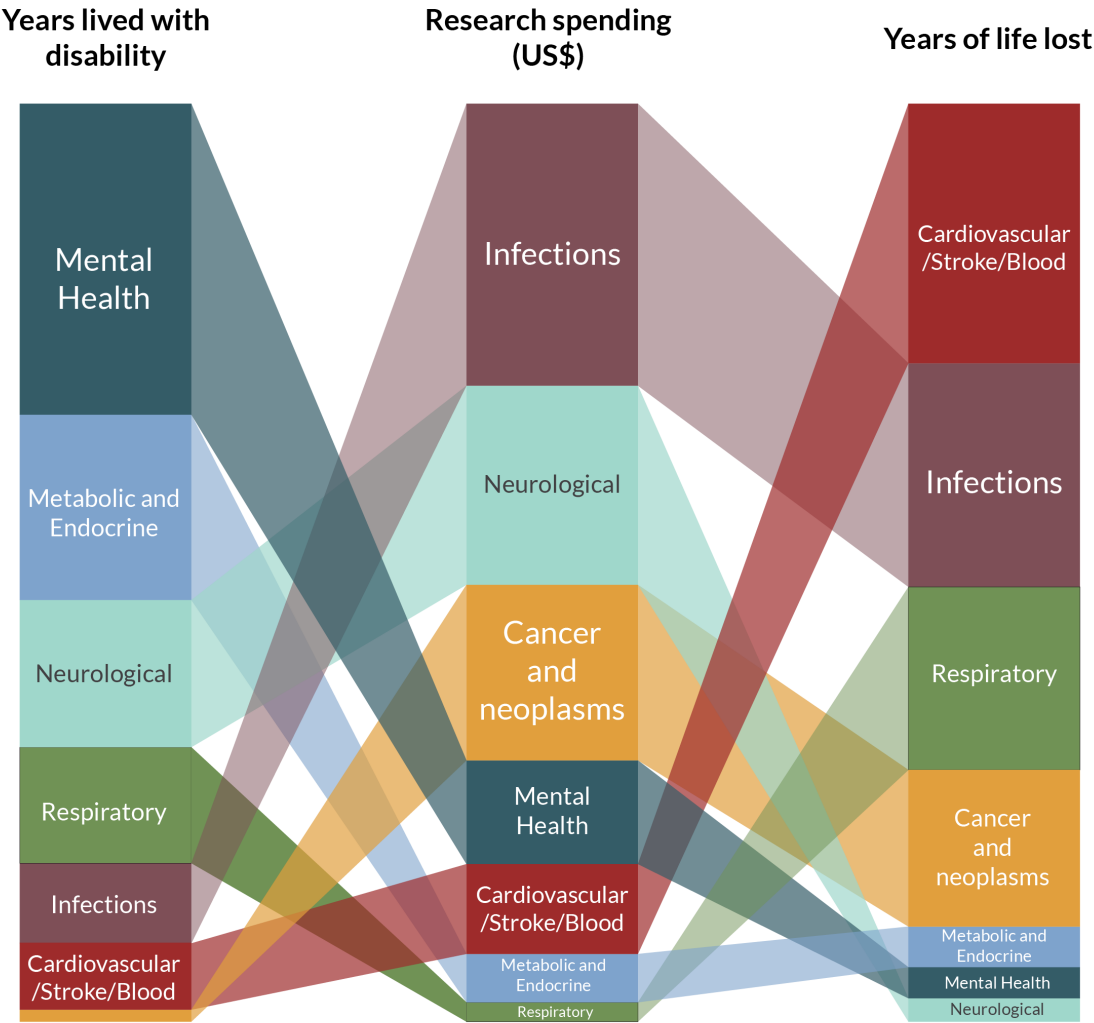 Years lived with
disability
Research spending
(US$)
Years of life lost
Mental
Health
Metabolic and
Endocrine
Neurological
Respiratory
Infections
Cardiovascular
/Stroke/Blood
Infections
Neurological
Cancer
and
neoplasms
Mental
Health
Cardiovascular
/Stroke/Blood
Metabolic and
Endocrine
Respiratory
Cardiovascular
/Stroke/Blood
Infections
Respiratory
Cancer
and
neoplasms
Metabolic and
Endocrine
Mental Health
Neurological